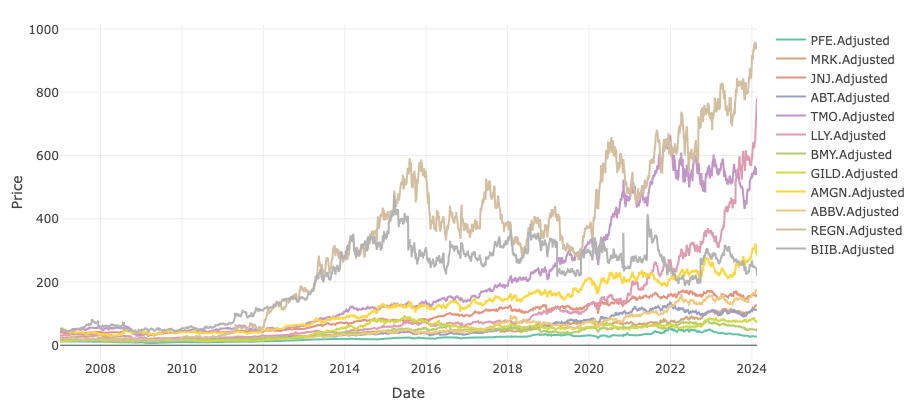 1000
800
600
400
200
0
Price
2008 2010 2012 2014 2016 2018 2020 2022 2024
Date
PFE.Adjusted
MRK.Adjusted
JNJ.Adjusted
ABT.Adjusted
TMO.Adjusted
LLY.Adjusted
BMY.Adjusted
GILD.Adjusted
AMGN.Adjusted
ABBV.Adjusted
REGN.Adjusted
BIIB.Adjusted